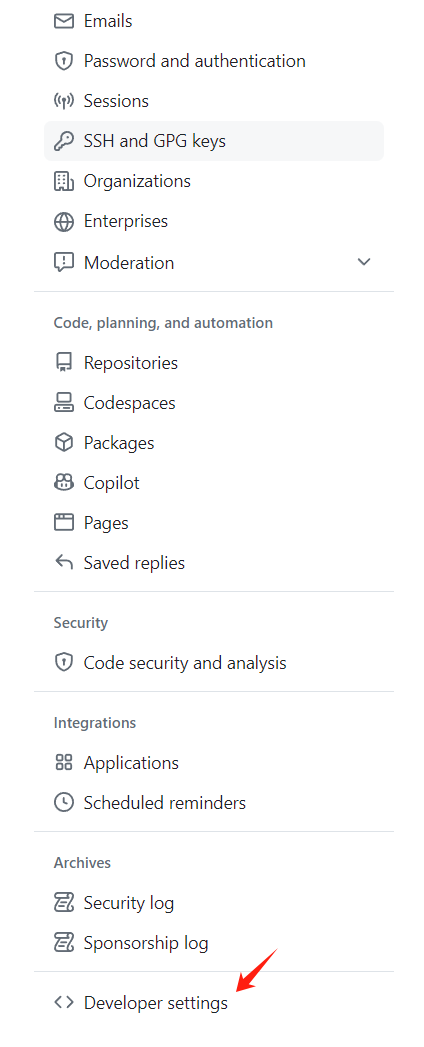 Emails
Password and authentication
Sessions
SSH and GPG keys
Organizations
Enterprises
Moderation
Code, planning, and automation
Repositories
Codespaces
Packages
Copilot
Pages
Saved replies
Security
Code security and analysis
Integrations
Applications
Scheduled reminders
Archives
Security log
Sponsorship log
Developer settings